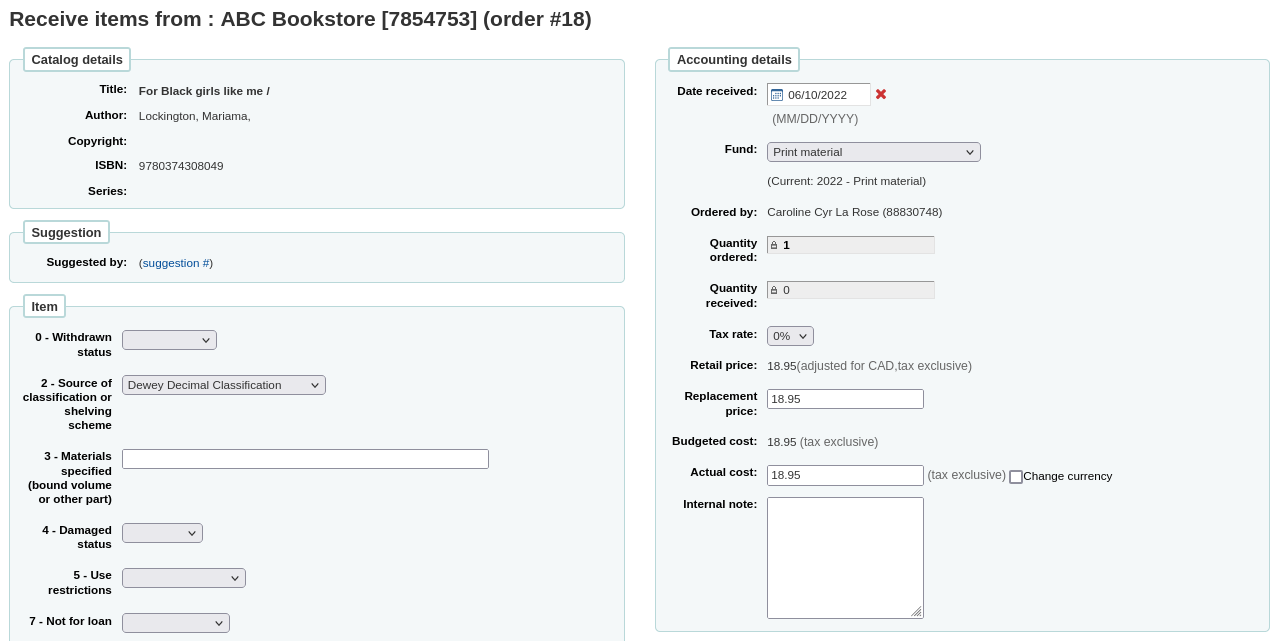 Receive items from : ABC Bookstore [7854753] (order #18)
Catalog details
Title: For Black girls like me /
Author: Lockington, Mariama,
Copyright:
ISBN: 9780374308049
Series:
Suggestion
Suggested by: (suggestion #)
Item
0 - Withdrawn
status
2 - Source of
classification or
shelving
scheme
Dewey Decimal Classification
3 - Materials
specified
(bound volume
or other part)
4 - Damaged
status
5 - Use
restrictions
7 - Not for loan
Accounting details
Date received: 06/10/2022
(MM/DD/YYYY)
Fund: Print material
(Current: 2022 - Print material)
Ordered by: Caroline Cyr La Rose (88830748)
Quantity
ordered:
1
Quantity
received:
0
Tax rate: 0%
Retail price: 18.95(adjusted for CAD,tax exclusive)
Replacement
price:
18.95
Budgeted cost: 18.95 (tax exclusive)
Actual cost: 18.95 (tax exclusive) Change currency
Internal note: